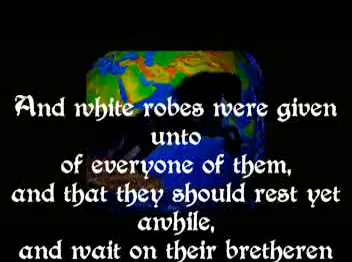 And white robes were given
unto
of everyone of them,
and that they should rest yet
awhile,
and wait on their bretheren